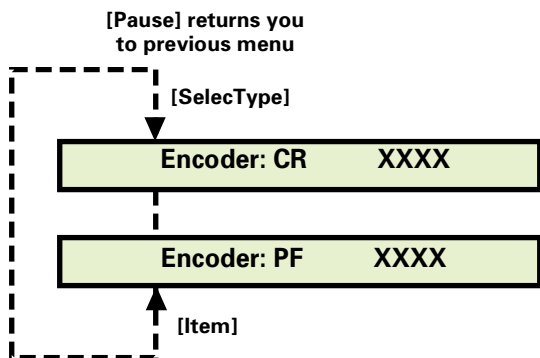 [Pause] returns you
to previous menu
[SelecType]
Encoder: CR XXXX
Encoder: PF XXXX
[Item]